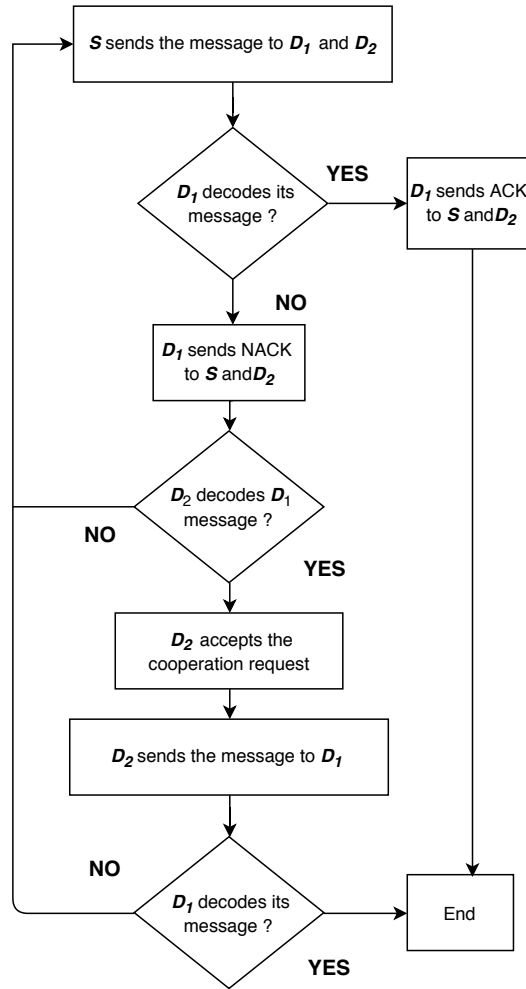 S sends the message to D1 and D2
D1 decodes its
message ?
YES
D1 sends ACK
to S and D2
NO
D1 sends NACK
to S and D2
D2 decodes D1
message ?
NO
YES
D2 accepts the
cooperation request
D2 sends the message to D1
NO
D1 decodes its
message ?
YES
End